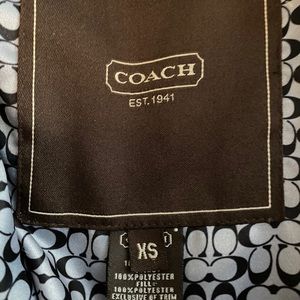 COACH
EST. 1941
XS
100%POLYESTER
FILL
100%POLYESTER
EXCLUSIVE OF TRIM